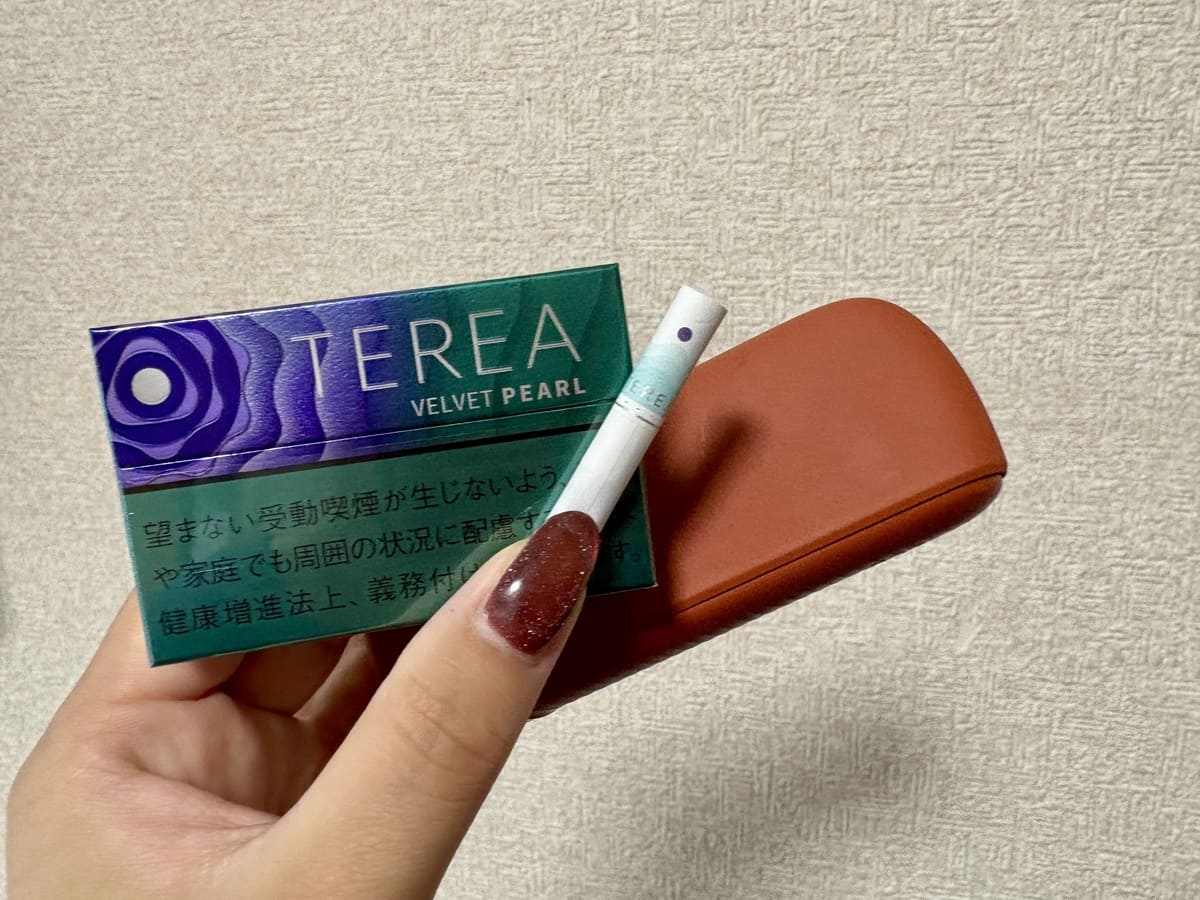 TEREA
VELVET PEARL
望まない受動喫煙が生じないよう、
や家庭でも周囲の状況に配慮す す。
健康増進法上、義務付け
TEREA